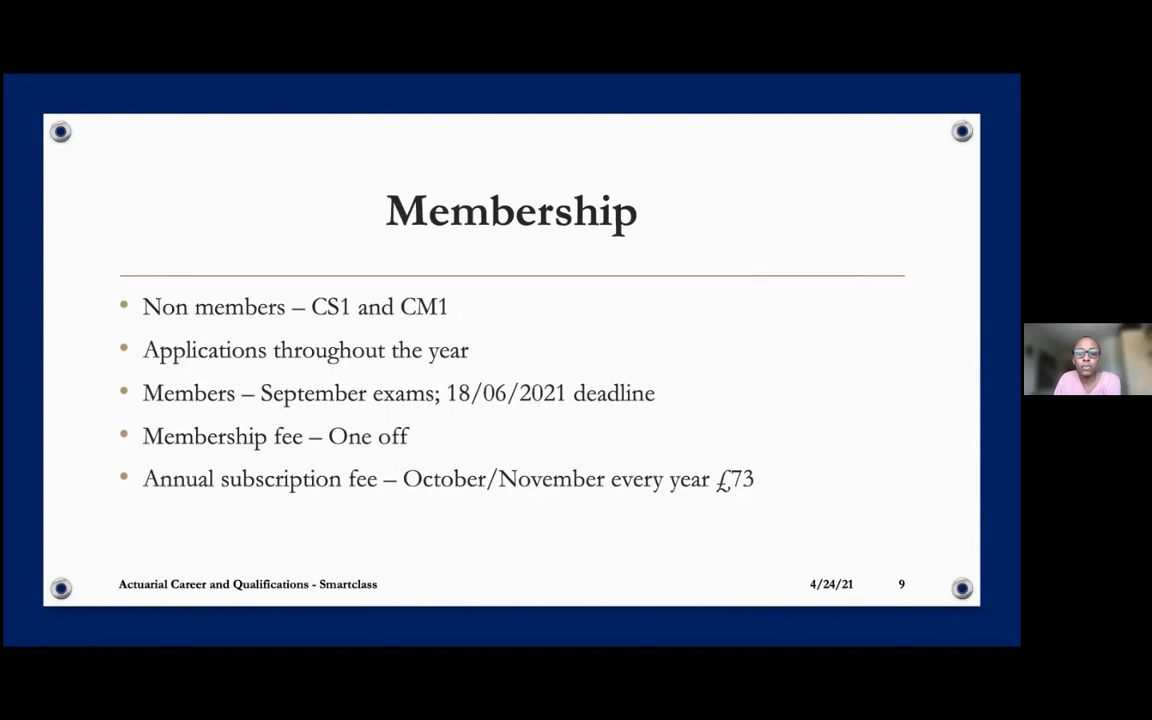 Membership
• Non members – CS1 and CM1
• Applications throughout the year
• Members – September exams; 18/06/2021 deadline
• Membership fee – One off
• Annual subscription fee – October/November every year £73
Actuarial Career and Qualifications - Smartclass 4/24/21 9